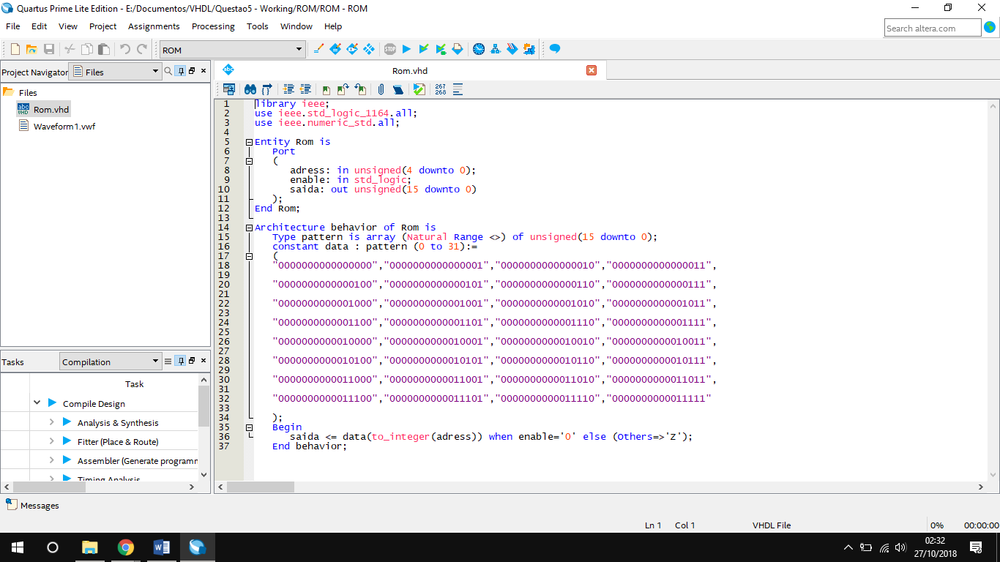 Quartus Prime Lite Edition - E:/Documentos/VHDL/Questao5 - Working/ROM/ROM - ROM
File Edit View Project Assignments Processing Tools Window Help
Search altera.com
ROM
Project Navigator Files
Files
Rom.vhd
Waveform1.vwf
Rom.vhd
267
268
1 library ieee;
2 use ieee.std_logic_1164.all;
3 use ieee.numeric_std.all;
4
5 Entity Rom is
6 Port
7 (
8 adress: in unsigned(4 downto 0);
9 enable: in std_logic;
10 saida: out unsigned(15 downto 0)
11 );
12 End Rom;
13
14 Architecture behavior of Rom is
15 Type pattern is array (Natural Range <>) of unsigned(15 downto 0);
16 constant data : pattern (0 to 31):=
17 (
18 "0000000000000000","0000000000000001","0000000000000010","0000000000000011",
19
20 "0000000000000100","0000000000000101","0000000000000110","0000000000000111",
21
22 "0000000000001000","0000000000001001","0000000000001010","0000000000001011",
23
24 "0000000000001100","0000000000001101","0000000000001110","0000000000001111",
25
26 "0000000000010000","0000000000010001","0000000000010010","0000000000010011",
27
28 "0000000000010100","0000000000010101","0000000000010110","0000000000010111",
29
30 "0000000000011000","0000000000011001","0000000000011010","0000000000011011",
31
32 "0000000000011100","0000000000011101","0000000000011110","0000000000011111"
33
34 );
35 Begin
36 saida <= data(to_integer(adress)) when enable='0' else (Others=>'Z');
37 End behavior;
Tasks Compilation
Task
Compile Design
Analysis & Synthesis
Fitter (Place & Route)
Assembler (Generate programm
Timing Analysis
Messages
Ln 1 Col 1 VHDL File 0% 00:00:00
02:32
27/10/2018